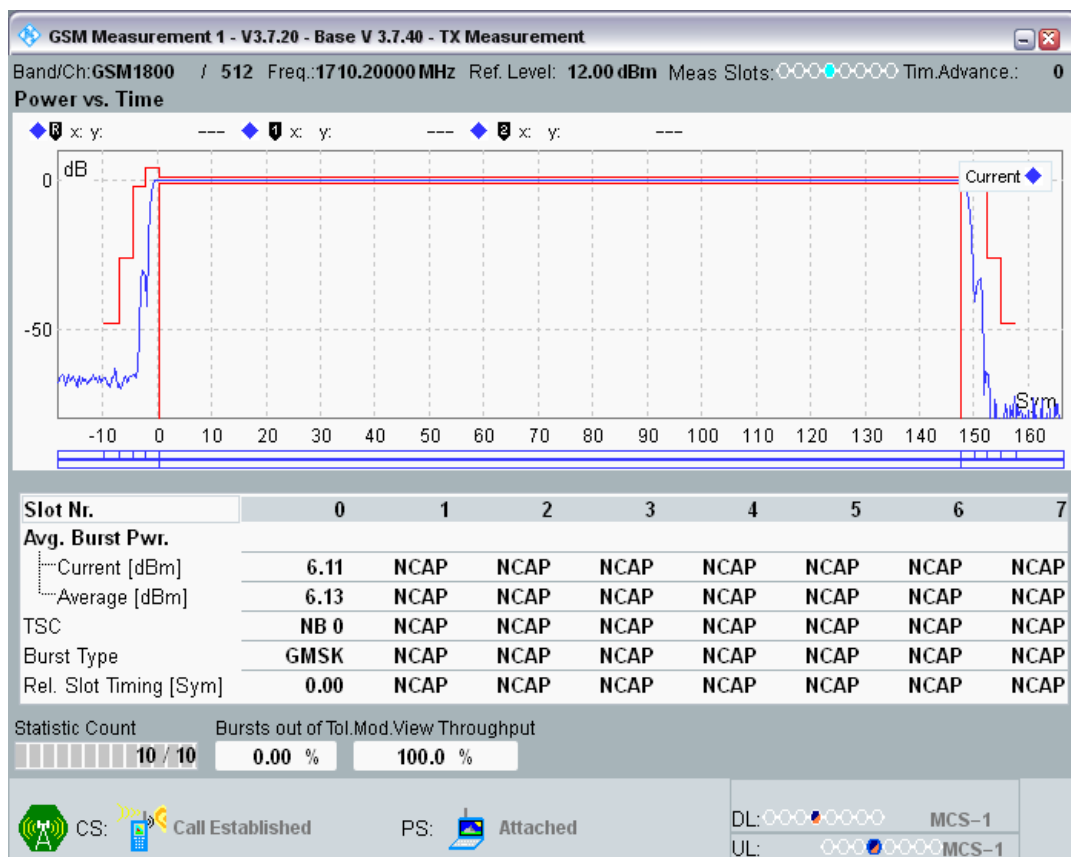 GSM Measurement 1 - V3.7.20 - Base V 3.7.40 - TX Measurement
Band/Ch:GSM1800 / 512 Freq.:1710.20000 MHz Ref. Level: 12.00 dBm Meas Slots: Tim.Advance.: 0
Power vs. Time
R x: y: --- 1 x: y: --- 2 x: y: ---
dB
Current
0
-50
Sym
-10 0 10 20 30 40 50 60 70 80 90 100 110 120 130 140 150 160
Slot Nr. 0 1 2 3 4 5 6 7
Avg. Burst Pwr.
Current [dBm] 6.11 NCAP NCAP NCAP NCAP NCAP NCAP NCAP
Average [dBm] 6.13 NCAP NCAP NCAP NCAP NCAP NCAP NCAP
TSC NB 0 NCAP NCAP NCAP NCAP NCAP NCAP NCAP
Burst Type GMSK NCAP NCAP NCAP NCAP NCAP NCAP NCAP
Rel. Slot Timing [Sym] 0.00 NCAP NCAP NCAP NCAP NCAP NCAP NCAP
Statistic Count Bursts out of Tol.Mod.View Throughput
10 / 10 0.00 % 100.0 %
CS: Call Established PS: Attached DL: MCS-1
UL: MCS-1